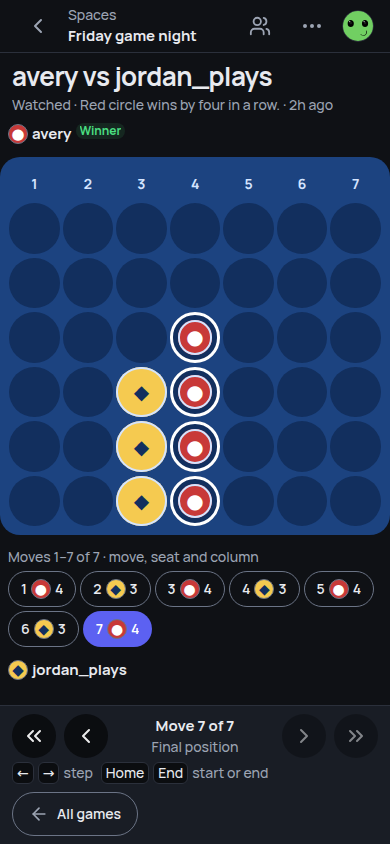 Spaces
Friday game night
avery vs jordan_plays
Watched · Red circle wins by four in a row. · 2h ago
avery Winner
1 2 3 4 5 6 7
Moves 1–7 of 7 · move, seat and column
1 4 2 3 3 4 4 3 5 4
6 3 7 4
jordan_plays
Move 7 of 7
Final position
← → step Home End start or end
All games